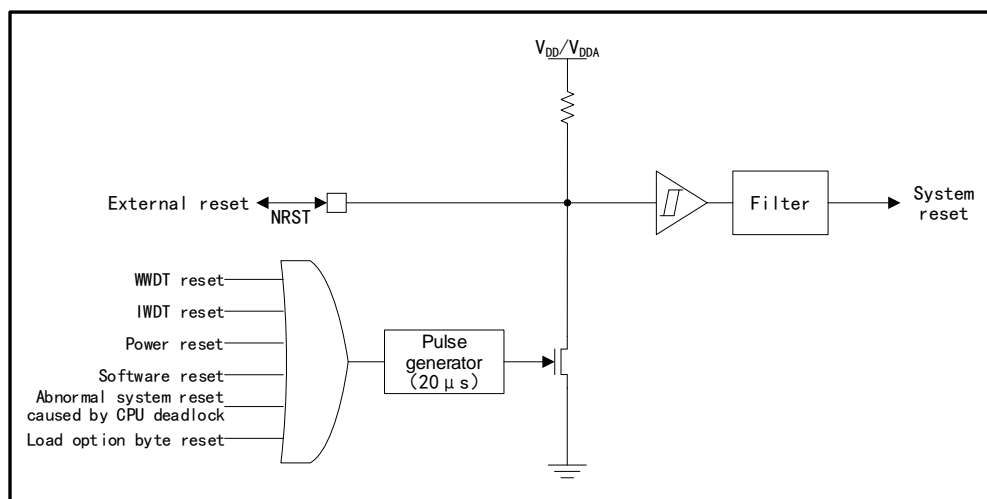 VDD/VDDA
External reset
NRST
Filter
System
reset
WWDT reset
IWDT reset
Power reset
Software reset
Abnormal system reset
caused by CPU deadlock
Load option byte reset
Pulse
generator
（20μs）